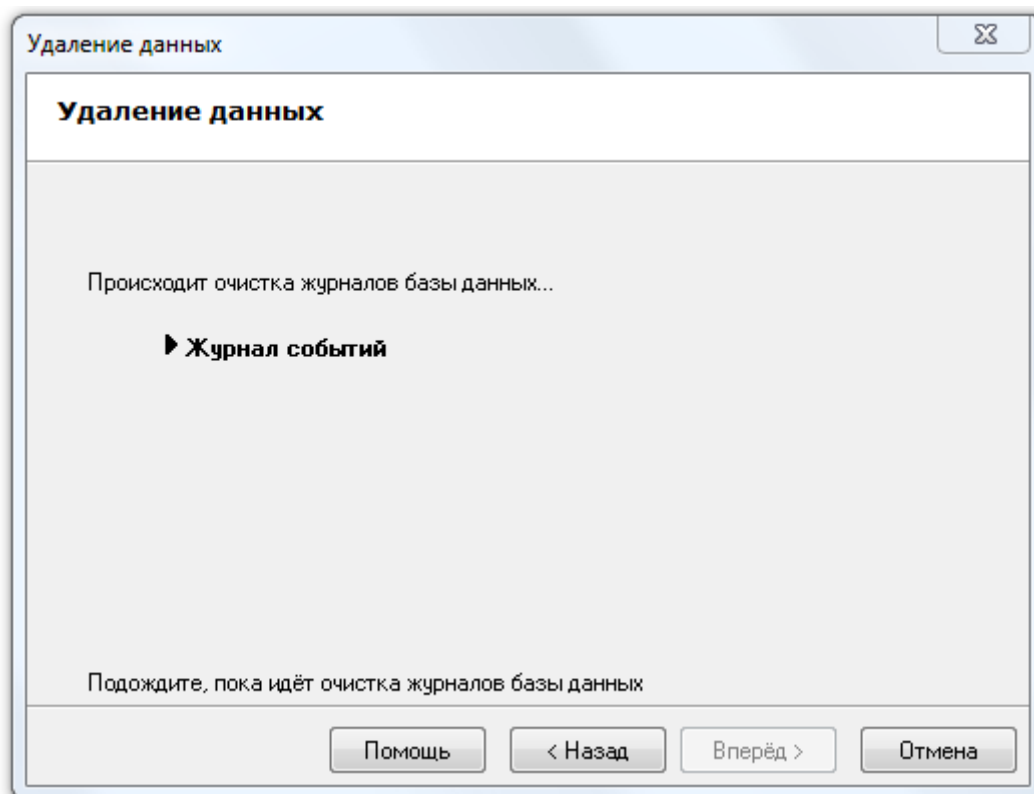 Удаление данных
Удаление данных
Происходит очистка журналов базы данных...
Журнал событий
Подождите, пока идёт очистка журналов базы данных
Помощь
< Назад
Вперёд >
Отмена